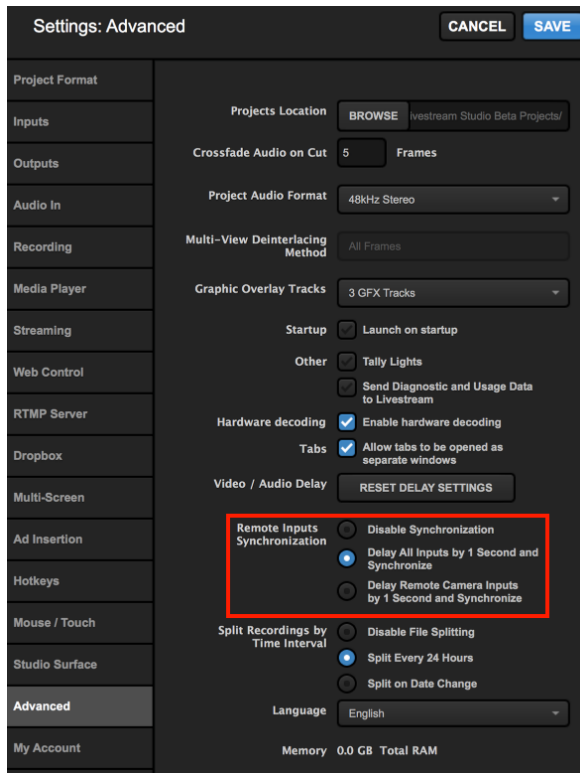 Settings: Advanced
CANCEL
SAVE
Project Format
Inputs
Outputs
Audio In
Recording
Media Player
Streaming
Web Control
RTMP Server
Dropbox
Multi-Screen
Ad Insertion
Hotkeys
Mouse / Touch
Studio Surface
Advanced
My Account
Projects Location
BROWSE
ivestream Studio Beta Projects/
Crossfade Audio on Cut
5
Frames
Project Audio Format
48kHz Stereo
Multi-View Deinterlacing
Method
All Frames
Graphic Overlay Tracks
3 GFX Tracks
Startup
Launch on startup
Other
Tally Lights
Send Diagnostic and Usage Data
to Livestream
Hardware decoding
Enable hardware decoding
Tabs
Allow tabs to be opened as
separate windows
Video / Audio Delay
RESET DELAY SETTINGS
Remote Inputs
Synchronization
Disable Synchronization
Delay All Inputs by 1 Second and
Synchronize
Delay Remote Camera Inputs
by 1 Second and Synchronize
Split Recordings by
Time Interval
Disable File Splitting
Split Every 24 Hours
Split on Date Change
Language
English
Memory
0.0 GB Total RAM